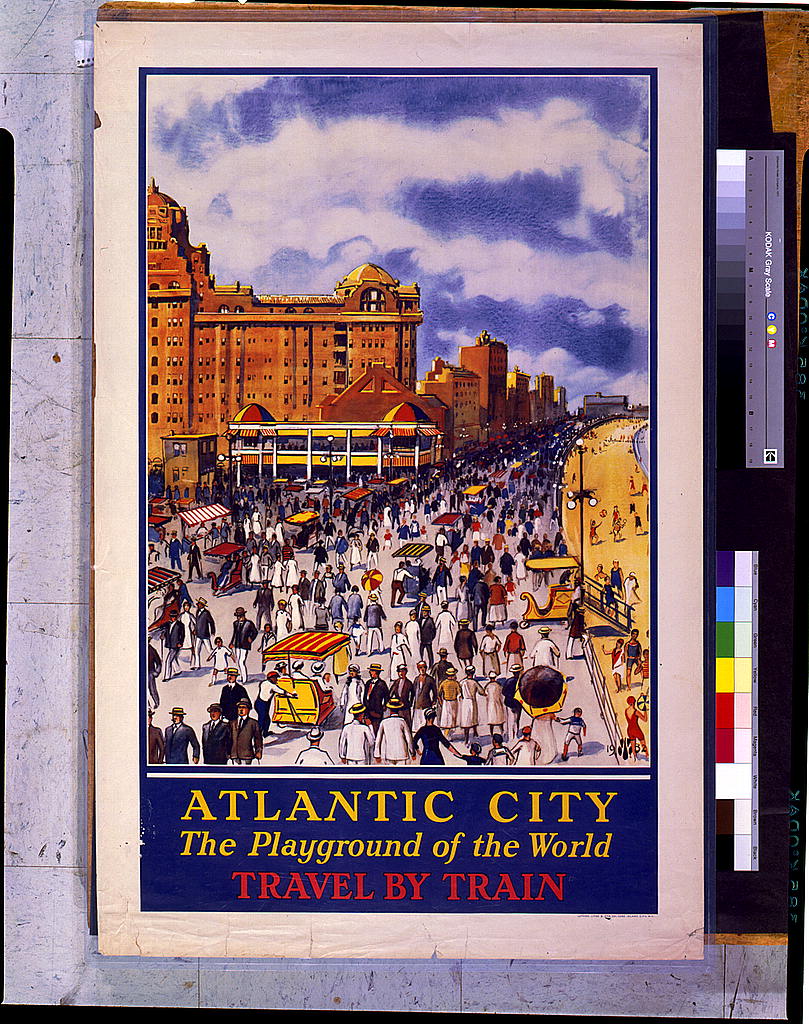 ATLANTIC CITY
The Playground of the World
TRAVEL BY TRAIN
KODAK Gray Scale
C
Y
M